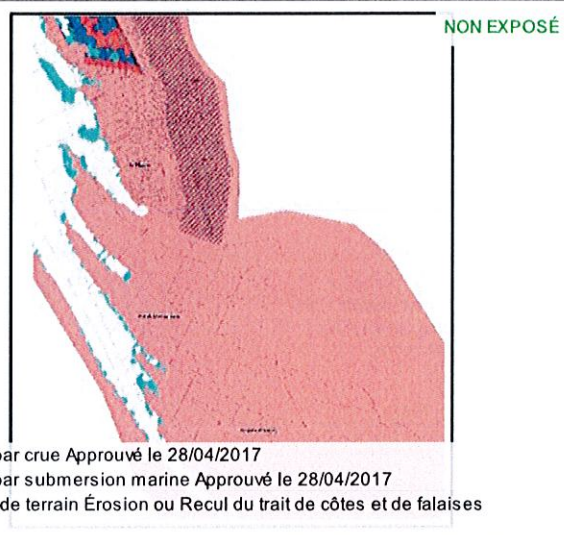 NON EXPOSÉ
par crue Approuvé le 28/04/2017
par submersion marine Approuvé le 28/04/2017
de terrain Érosion ou Recul du trait de côtes et de falaises